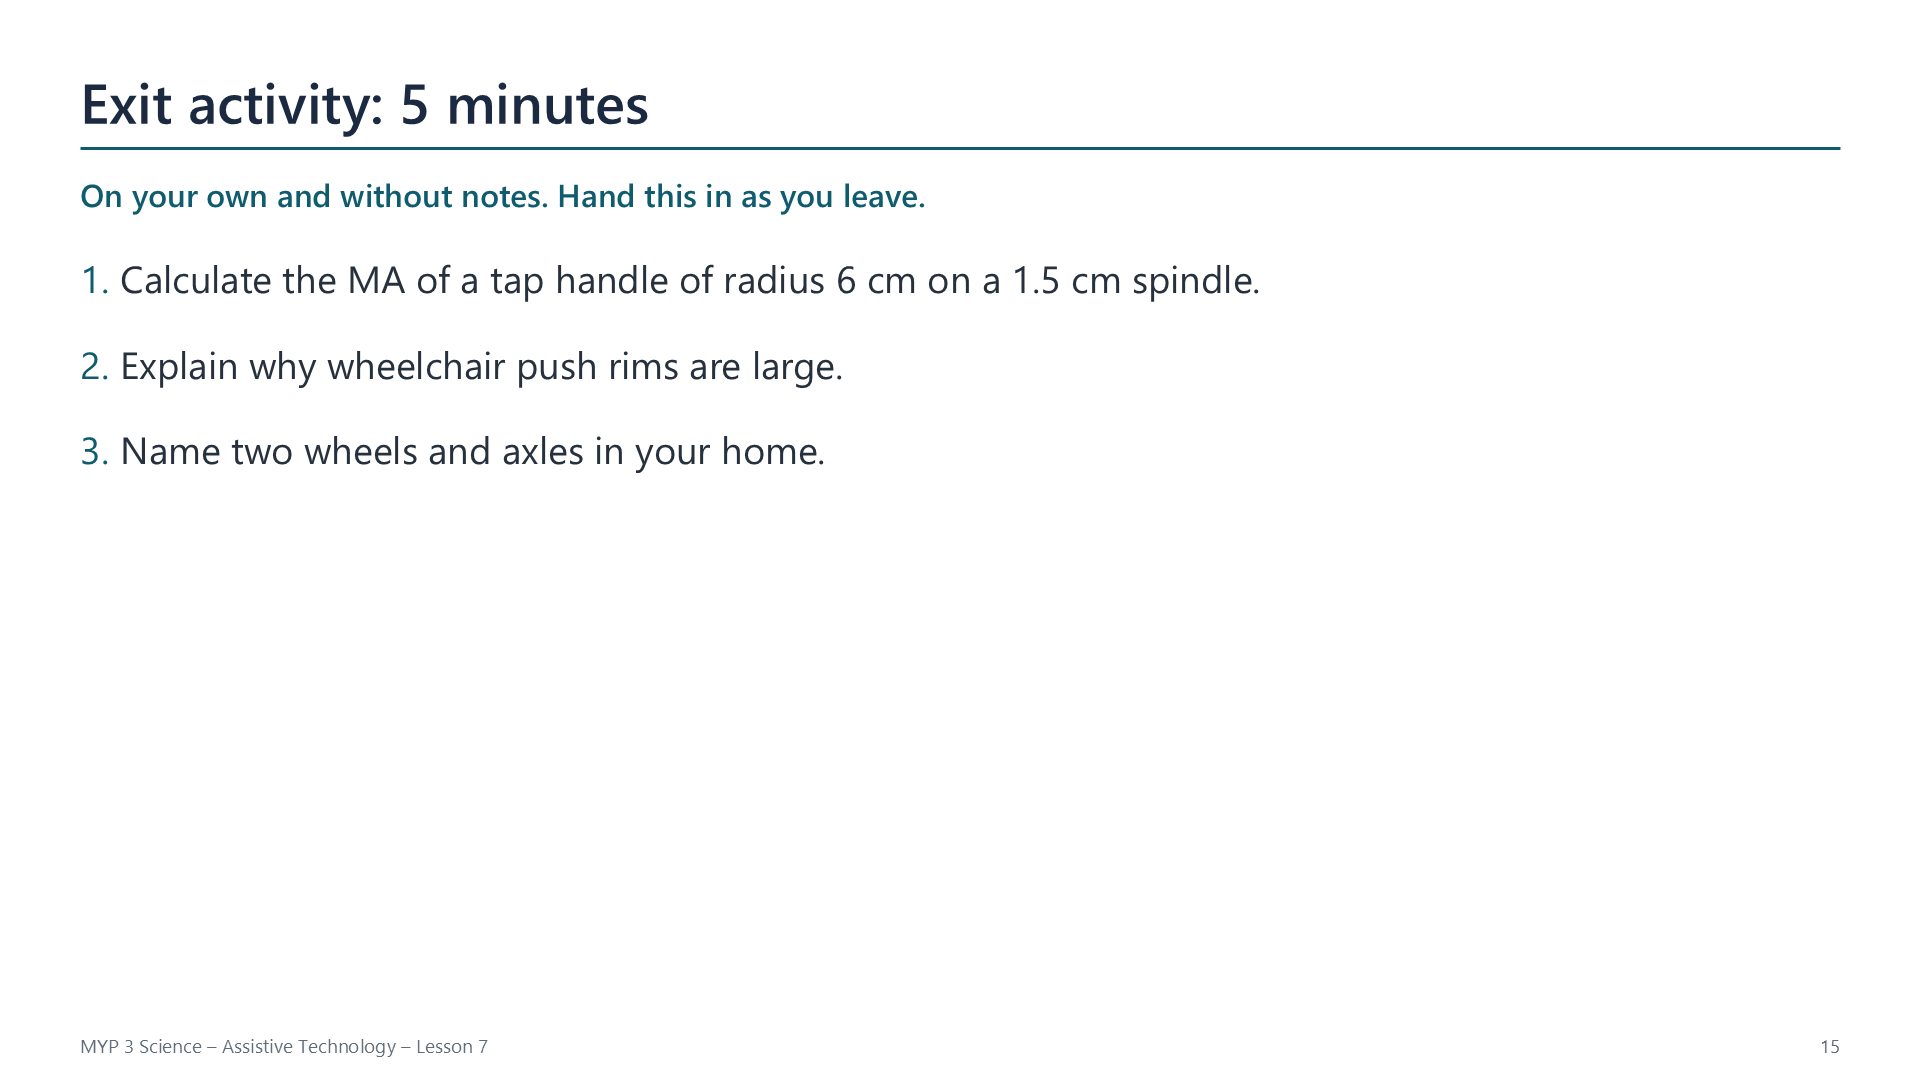 Exit activity: 5 minutes
On your own and without notes. Hand this in as you leave.
1. Calculate the MA of a tap handle of radius 6 cm on a 1.5 cm spindle.
2. Explain why wheelchair push rims are large.
3. Name two wheels and axles in your home.
MYP 3 Science – Assistive Technology – Lesson 7
15